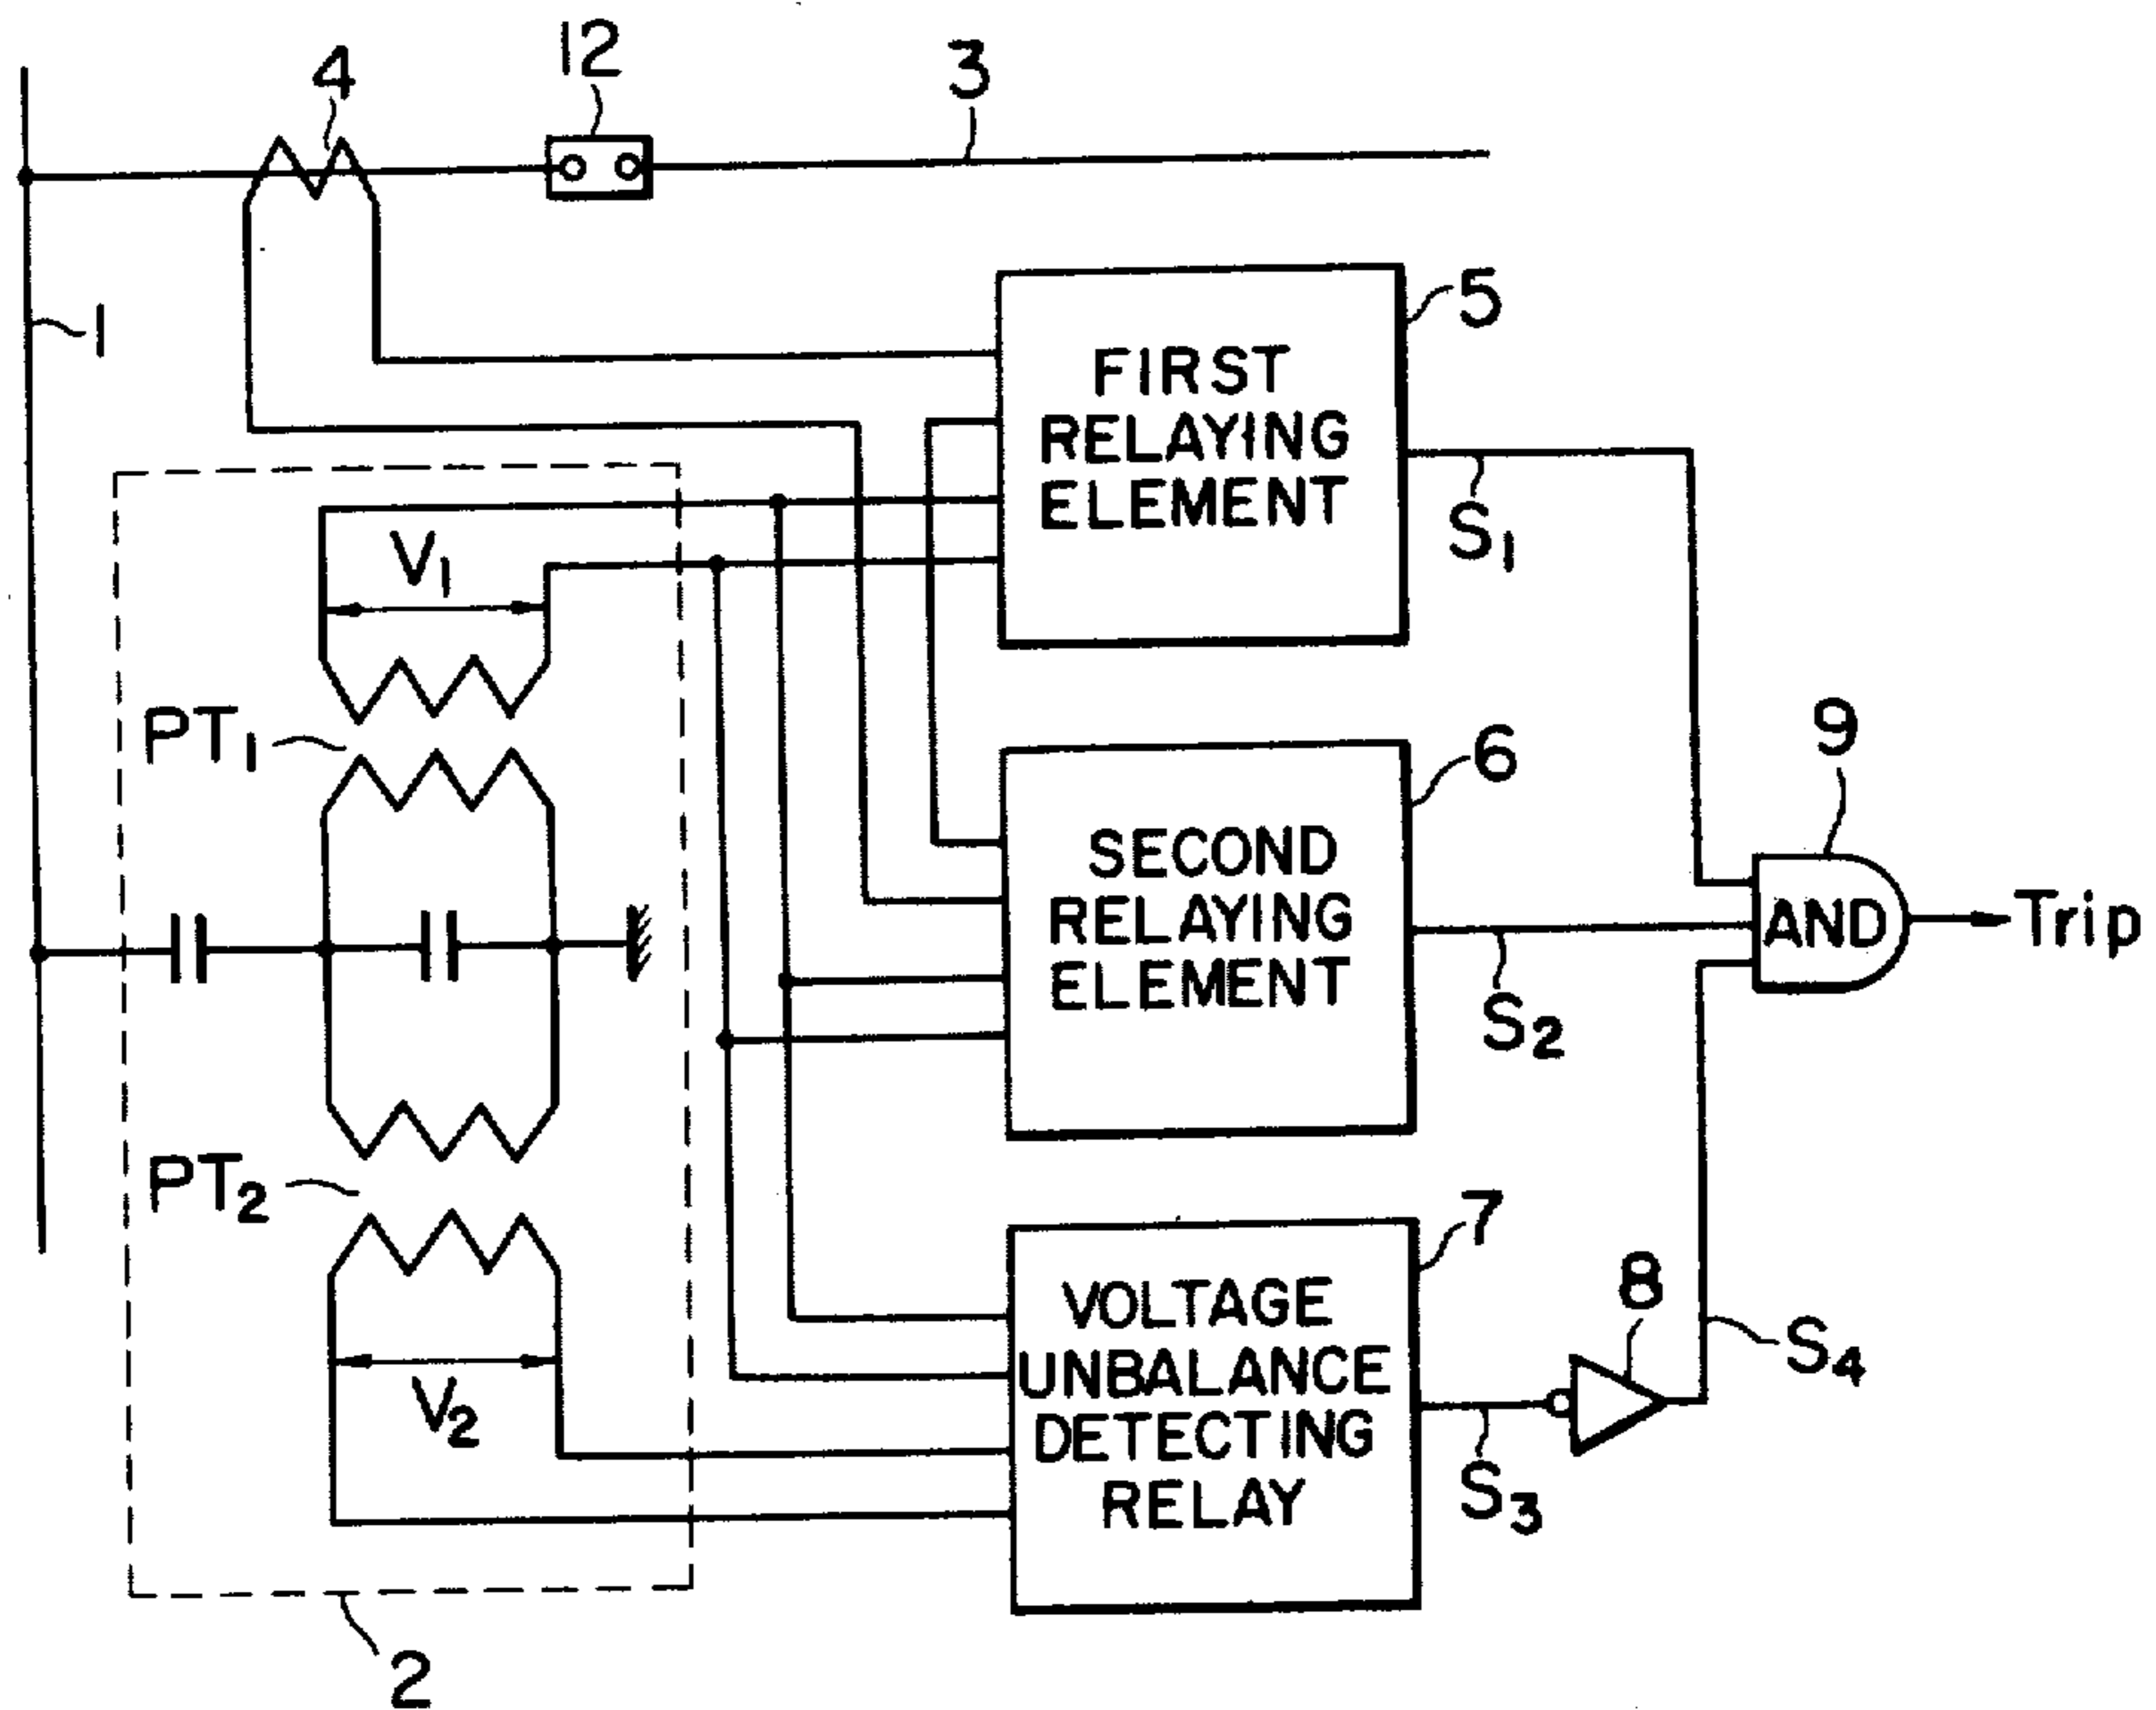 4
12
3
1
5
FIRST
RELAYING
ELEMENT
S1
V1
PT1
6
SECOND
RELAYING
ELEMENT
S2
9
AND
Trip
PT2
7
VOLTAGE
UNBALANCE
DETECTING
RELAY
8
S4
S3
V2
2